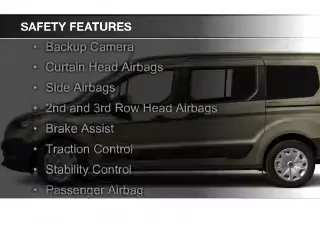 SAFETY FEATURES
• Backup Camera
• Curtain Head Airbags
• Side Airbags
• 2nd and 3rd Row Head Airbags
• Brake Assist
• Traction Control
• Stability Control
• Passenger Airbag